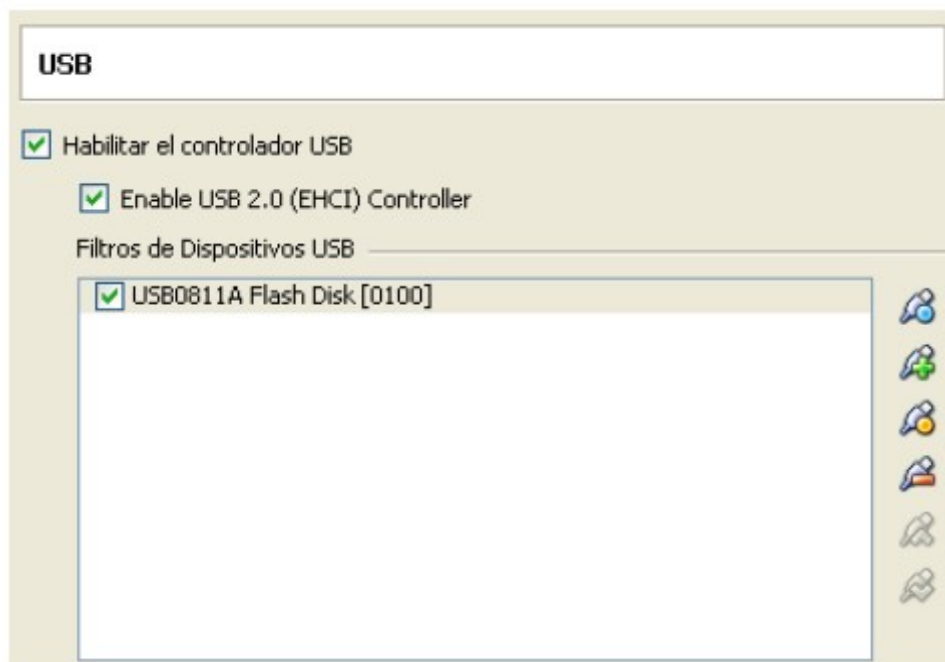 USB
Habilitar el controlador USB
Enable USB 2.0 (EHCI) Controller
Filtros de Dispositivos USB
USB0811A Flash Disk [0100]